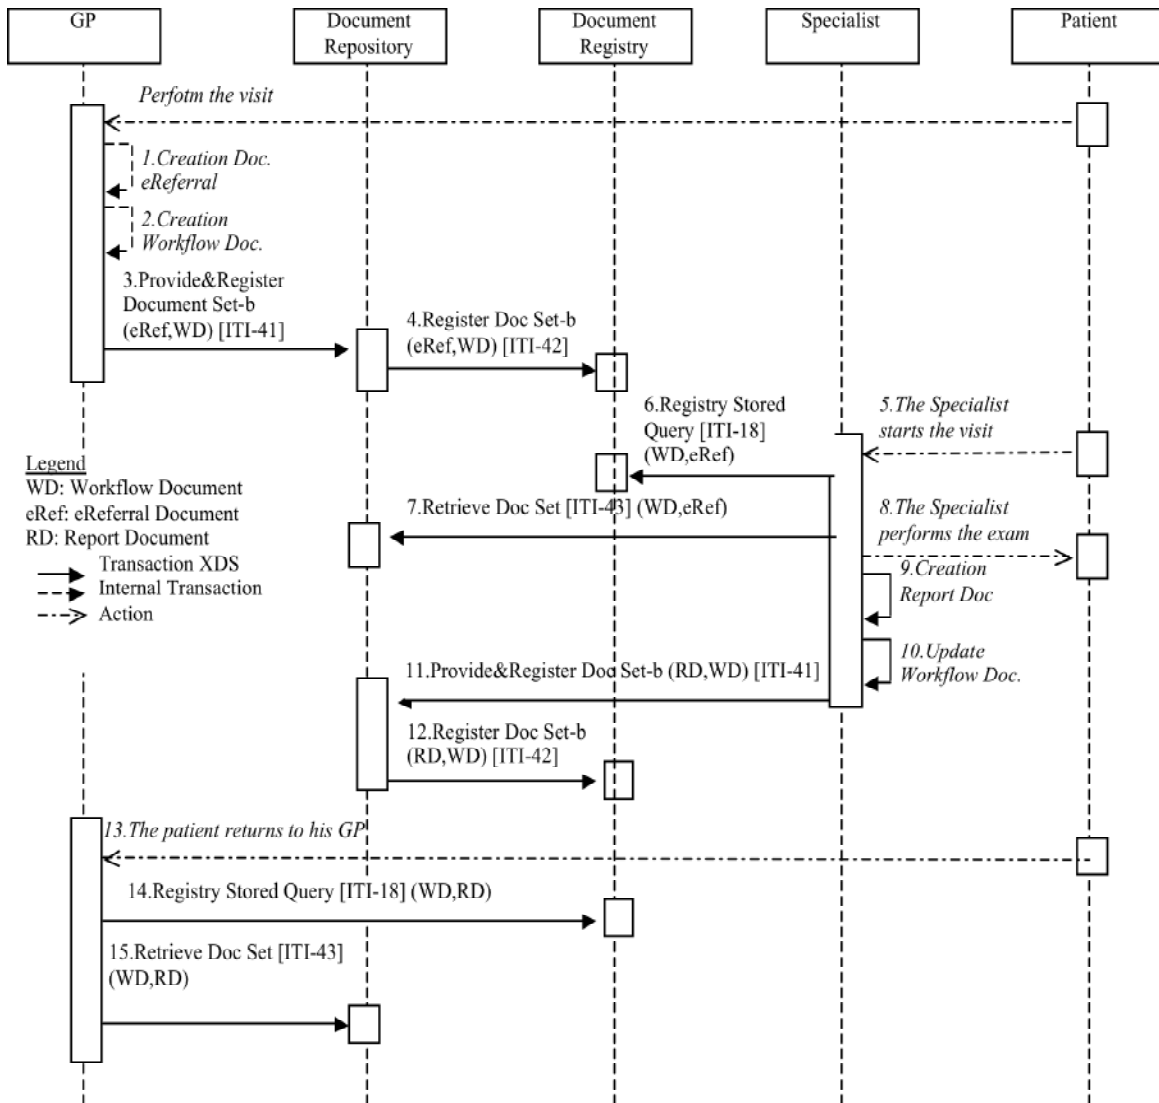 GP
Document
Repository
Document
Registry
Specialist
Patient
Perfotm the visit
1.Creation Doc.
eReferral
2.Creation
Workflow Doc.
3.Provide&Register
Document Set-b
(eRef,WD) [ITI-41]
4.Register Doc Set-b
(eRef,WD) [ITI-42]
5.The Specialist
starts the visit
6.Registry Stored
Query [ITI-18]
(WD,eRef)
Legend
WD: Workflow Document
eRef: eReferral Document
RD: Report Document
Transaction XDS
Internal Transaction
Action
7.Retrieve Doc Set [ITI-43] (WD,eRef)
8.The Specialist
performs the exam
9.Creation
Report Doc
10.Update
Workflow Doc.
11.Provide&Register Doc Set-b (RD,WD) [ITI-41]
12.Register Doc Set-b
(RD,WD) [ITI-42]
13.The patient returns to his GP
14.Registry Stored Query [ITI-18] (WD,RD)
15.Retrieve Doc Set [ITI-43]
(WD,RD)